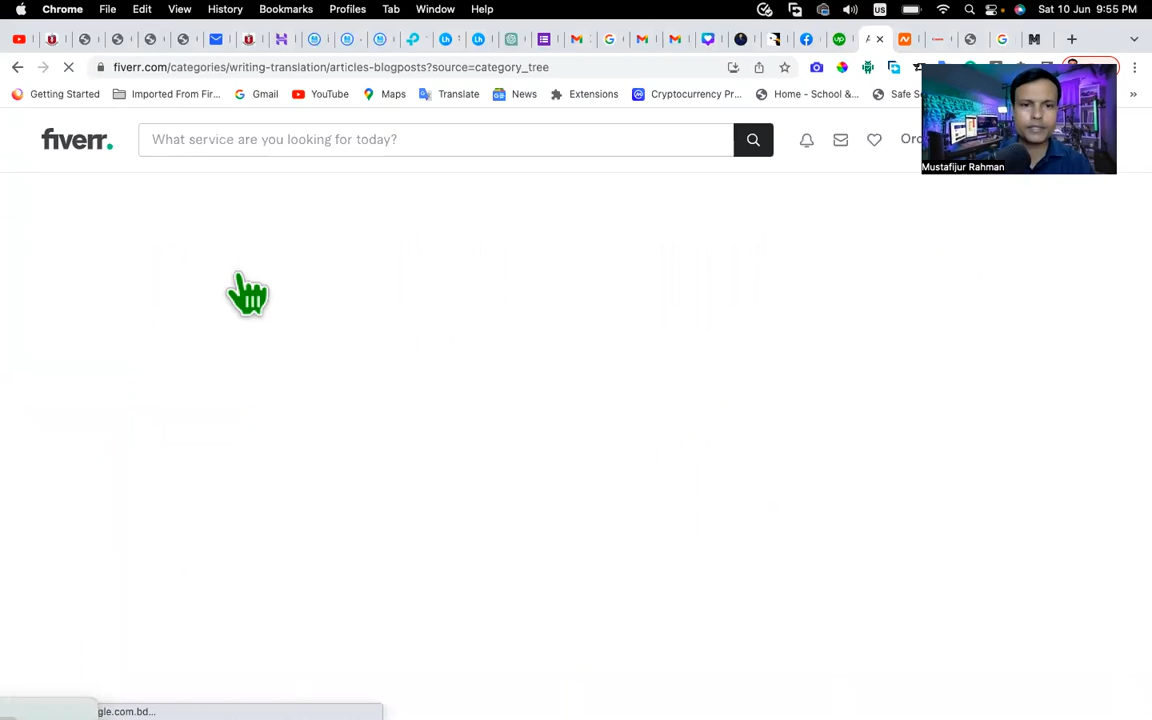 Chrome File Edit View History Bookmarks Profiles Tab Window Help US Sat 10 Jun 9:55 PM
fiverr.com/categories/writing-translation/articles-blogposts?source=category_tree
Getting Started Imported From Fir... Gmail YouTube Maps Translate News Extensions Cryptocurrency Pr... Home - School &... Safe S
fiverr. What service are you looking for today? Ord
Mustafijur Rahman
gle.com.bd...